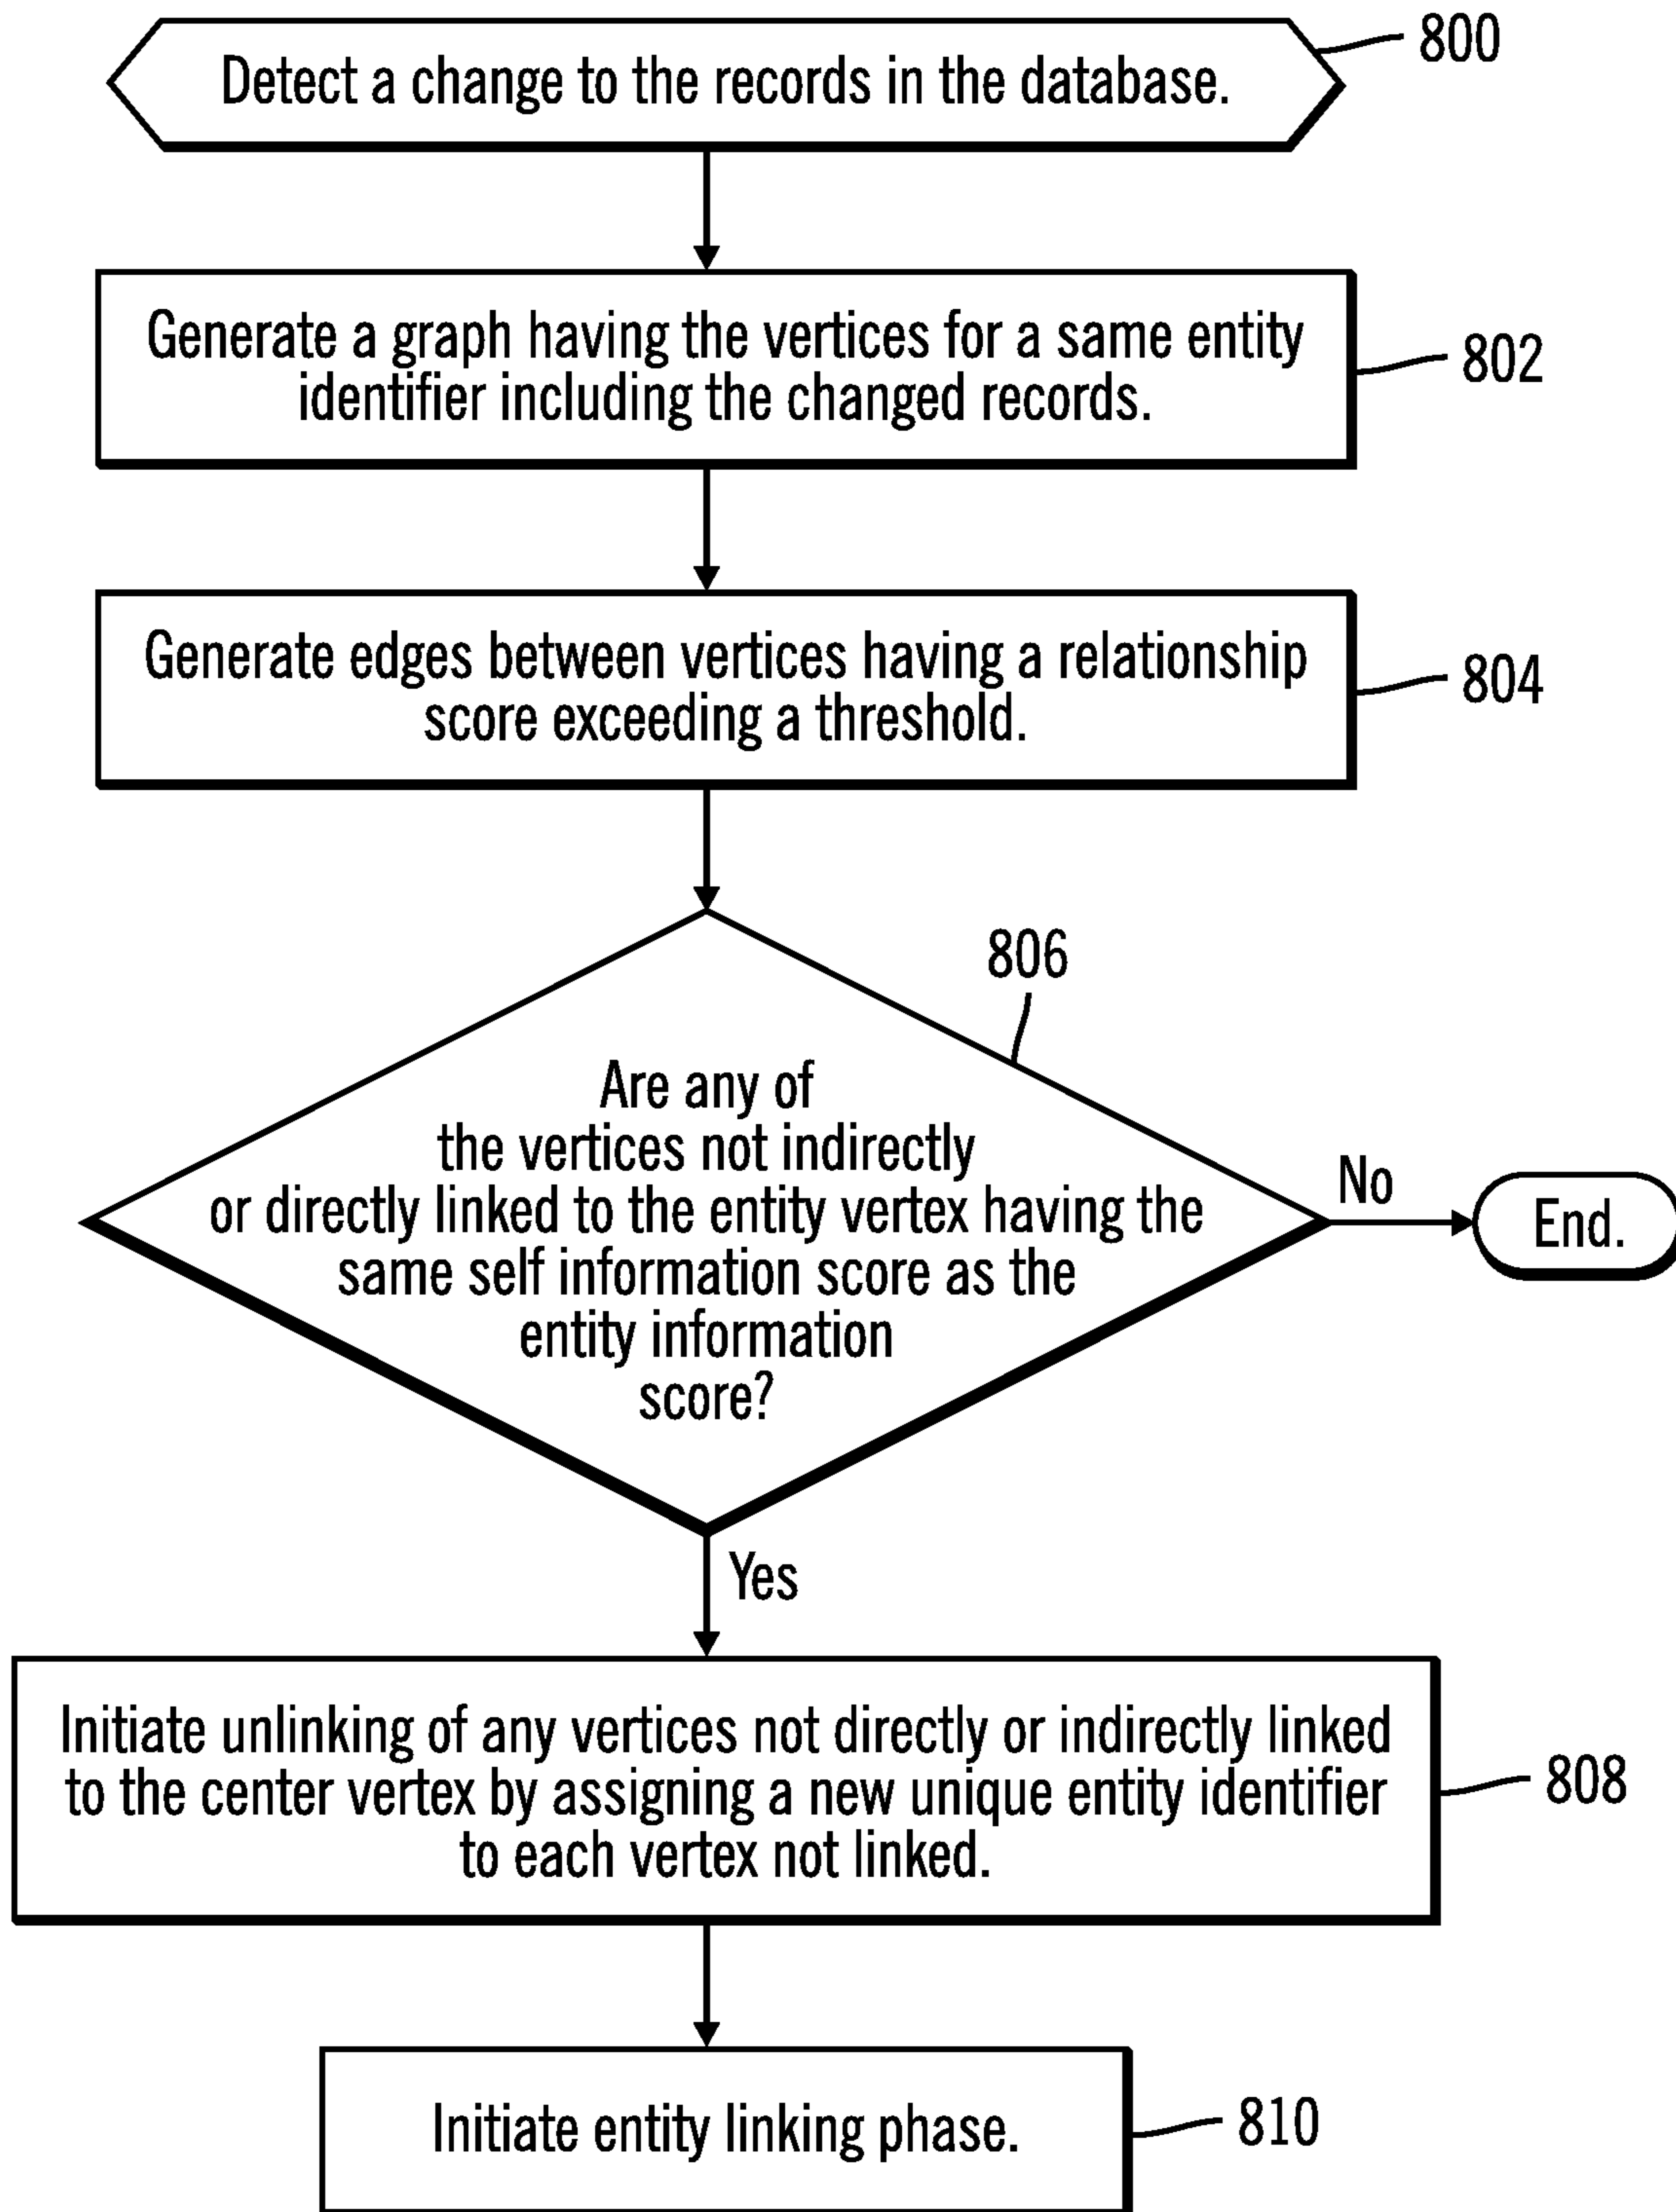 Detect a change to the records in the database.
800
Generate a graph having the vertices for a same entity
identifier including the changed records.
802
Generate edges between vertices having a relationship
score exceeding a threshold.
804
806
Are any of
the vertices not indirectly
or directly linked to the entity vertex having the
same self information score as the
entity information
score?
No
End.
Yes
Initiate unlinking of any vertices not directly or indirectly linked
to the center vertex by assigning a new unique entity identifier
to each vertex not linked.
808
Initiate entity linking phase.
810